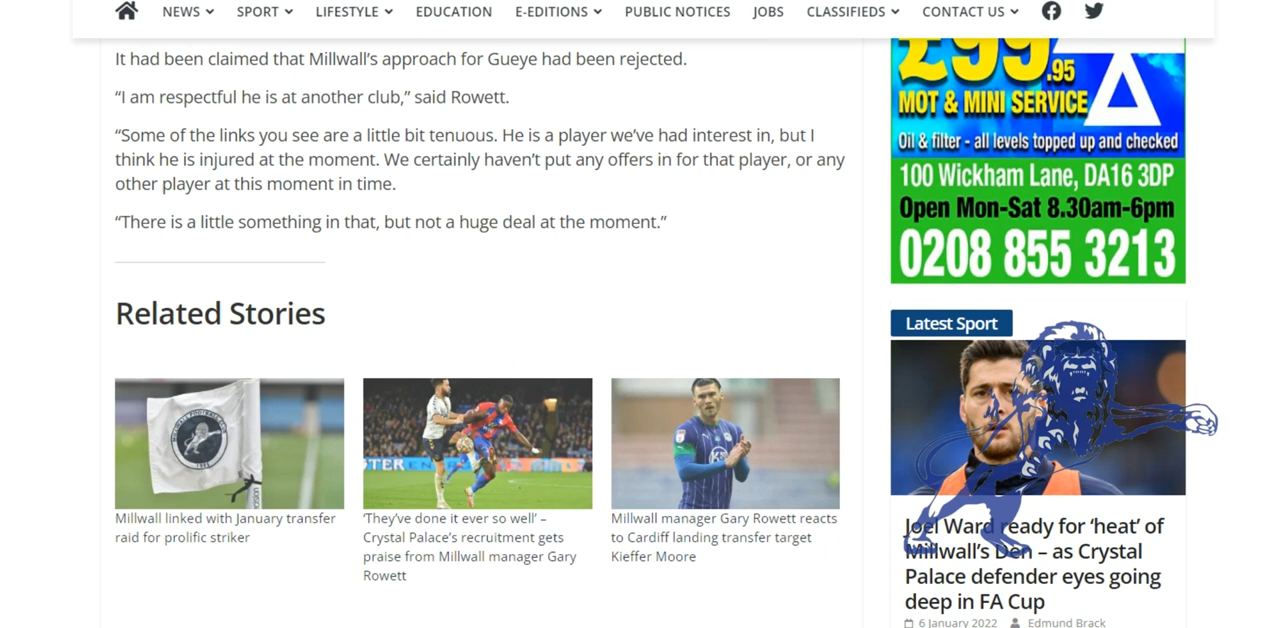 NEWS SPORT LIFESTYLE EDUCATION E-EDITIONS PUBLIC NOTICES JOBS CLASSIFIEDS CONTACT US
It had been claimed that Millwall’s approach for Gueye had been rejected.
“I am respectful he is at another club,” said Rowett.
“Some of the links you see are a little bit tenuous. He is a player we’ve had interest in, but I
think he is injured at the moment. We certainly haven’t put any offers in for that player, or any
other player at this moment in time.
“There is a little something in that, but not a huge deal at the moment.”
Related Stories
Millwall linked with January transfer
raid for prolific striker
‘They’ve done it ever so well’ –
Crystal Palace’s recruitment gets
praise from Millwall manager Gary
Rowett
Millwall manager Gary Rowett reacts
to Cardiff landing transfer target
Kieffer Moore
£99.95
MOT & MINI SERVICE
Oil & filter - all levels topped up and checked
100 Wickham Lane, DA16 3DP
Open Mon-Sat 8.30am-6pm
0208 855 3213
Latest Sport
Joel Ward ready for ‘heat’ of
Millwall’s Den – as Crystal
Palace defender eyes going
deep in FA Cup
6 January 2022 Edmund Brack